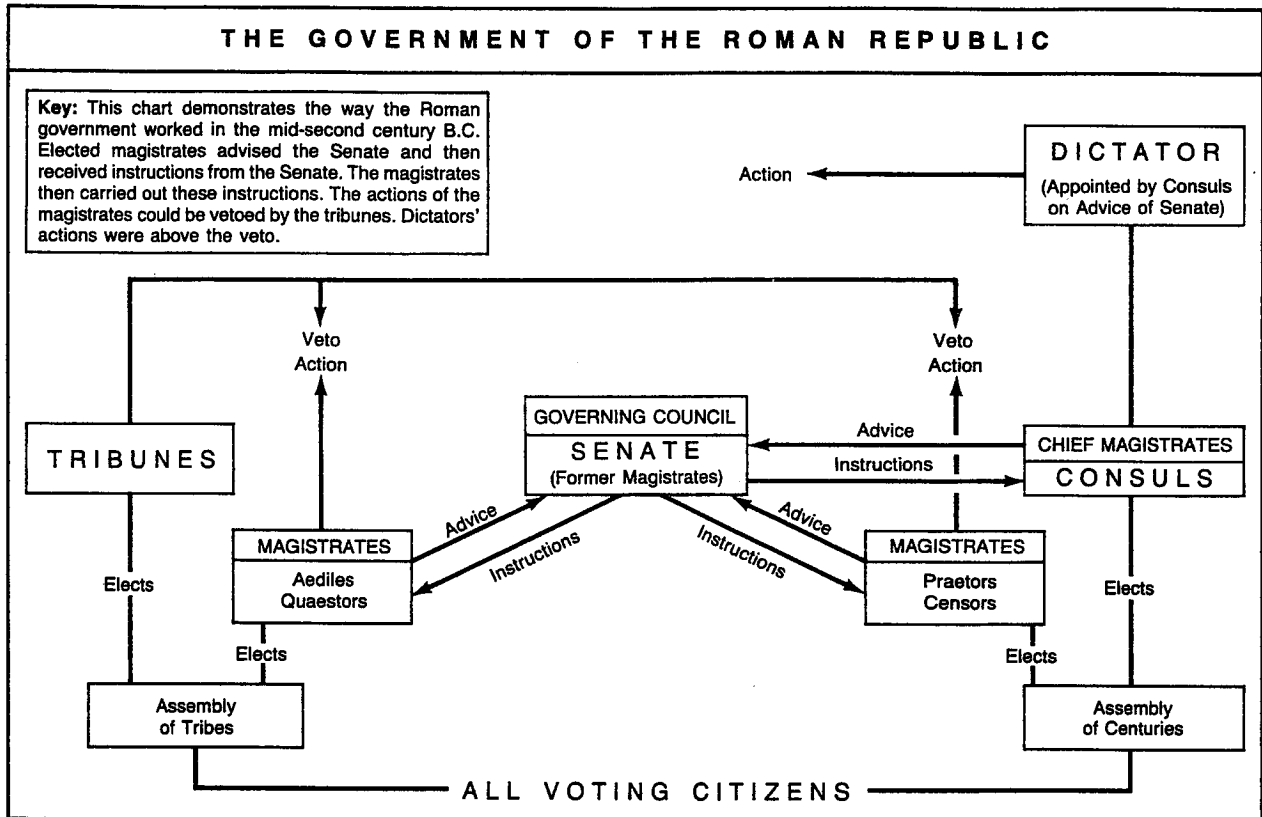 THE GOVERNMENT OF THE ROMAN REPUBLIC
Key: This chart demonstrates the way the Roman
government worked in the mid-second century B.C.
Elected magistrates advised the Senate and then
received instructions from the Senate. The magistrates
then carried out these instructions. The actions of the
magistrates could be vetoed by the tribunes. Dictators'
actions were above the veto.
Action
DICTATOR
(Appointed by Consuls
on Advice of Senate)
Veto
Action
Veto
Action
TRIBUNES
GOVERNING COUNCIL
SENATE
(Former Magistrates)
Advice
Instructions
CHIEF MAGISTRATES
CONSULS
Advice
Instructions
Advice
Instructions
MAGISTRATES
Aediles
Quaestors
MAGISTRATES
Praetors
Censors
Elects
Elects
Elects
Elects
Assembly
of Tribes
Assembly
of Centuries
ALL VOTING CITIZENS